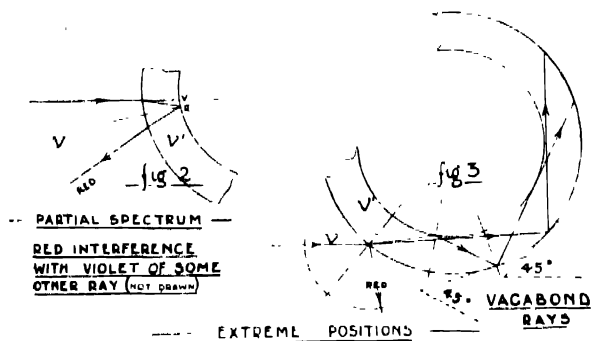 V
R
V
V'
RED
fig 2
PARTIAL SPECTRUM
RED INTERFERENCE
WITH VIOLET OF SOME
OTHER RAY (NOT DRAWN)
fig 3
V'
V
RED
45°
45°
VAGABOND
RAYS
EXTREME POSITIONS